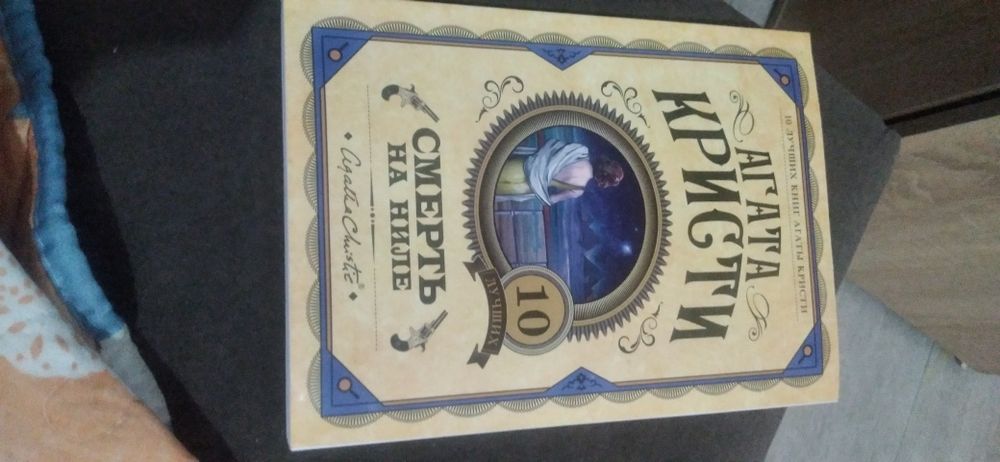 10 ЛУЧШИХ КНИГ АГАТЫ КРИСТИ
АГАТА
КРИСТИ
10
ЛУЧШИХ
СМЕРТЬ
НА НИЛЕ
Agatha Christie®